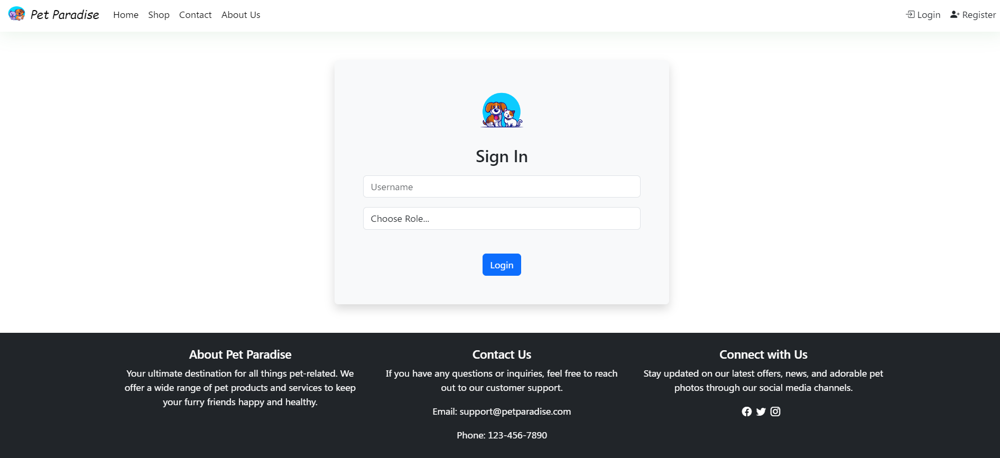 Pet Paradise Home Shop Contact About Us Login Register
Sign In
Username
Choose Role...
Login
About Pet Paradise
Your ultimate destination for all things pet-related. We
offer a wide range of pet products and services to keep
your furry friends happy and healthy.
Contact Us
If you have any questions or inquiries, feel free to reach
out to our customer support.
Email: support@petparadise.com
Phone: 123-456-7890
Connect with Us
Stay updated on our latest offers, news, and adorable pet
photos through our social media channels.